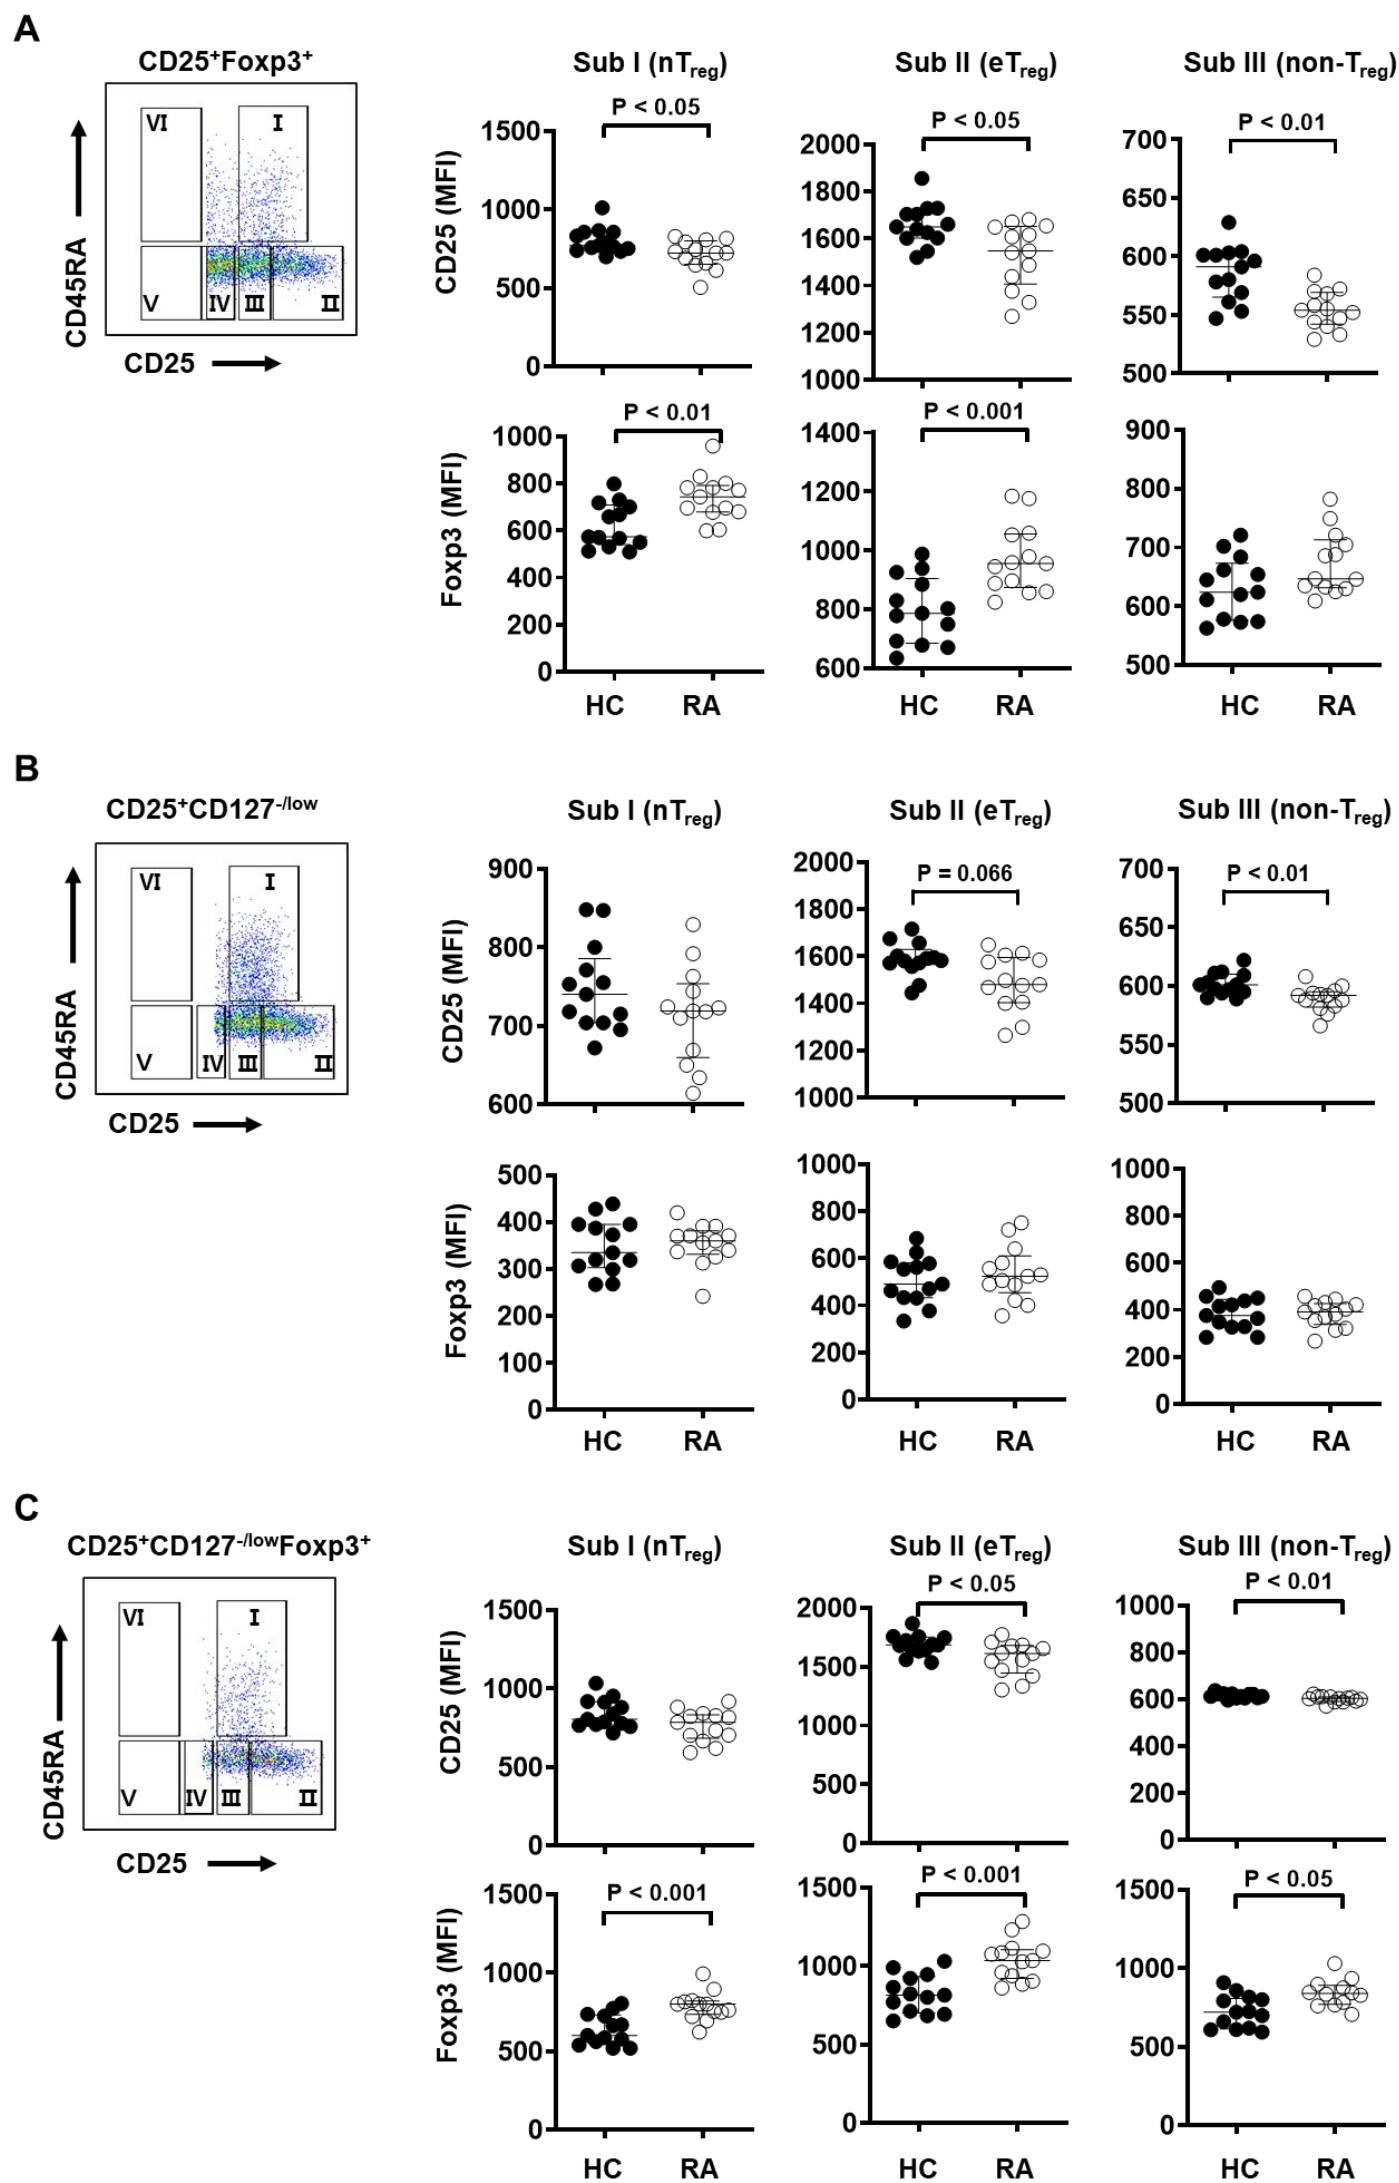 A
CD25⁺Foxp3⁺
VI
I
V
IV
III
II
CD45RA
CD25
Sub I (nTreg)
Sub II (eTreg)
Sub III (non-Treg)
CD25 (MFI)
P < 0.05
1500
1000
500
0
P < 0.05
2000
1800
1600
1400
1200
1000
P < 0.01
700
650
600
550
500
Foxp3 (MFI)
P < 0.01
1000
800
600
400
200
0
HC RA
P < 0.001
1400
1200
1000
800
600
HC RA
900
800
700
600
500
HC RA
B
CD25⁺CD127⁻/low
VI
I
V
IV
III
II
CD45RA
CD25
Sub I (nTreg)
Sub II (eTreg)
Sub III (non-Treg)
CD25 (MFI)
900
800
700
600
P = 0.066
2000
1800
1600
1400
1200
1000
P < 0.01
700
650
600
550
500
Foxp3 (MFI)
500
400
300
200
100
0
HC RA
1000
800
600
400
200
0
HC RA
1000
800
600
400
200
0
HC RA
C
CD25⁺CD127⁻/lowFoxp3⁺
VI
I
V
IV
III
II
CD45RA
CD25
Sub I (nTreg)
Sub II (eTreg)
Sub III (non-Treg)
CD25 (MFI)
1500
1000
500
0
P < 0.05
2000
1500
1000
500
0
P < 0.01
1000
800
600
400
200
0
Foxp3 (MFI)
P < 0.001
1500
1000
500
0
HC RA
P < 0.001
1500
1000
500
0
HC RA
P < 0.05
1500
1000
500
0
HC RA